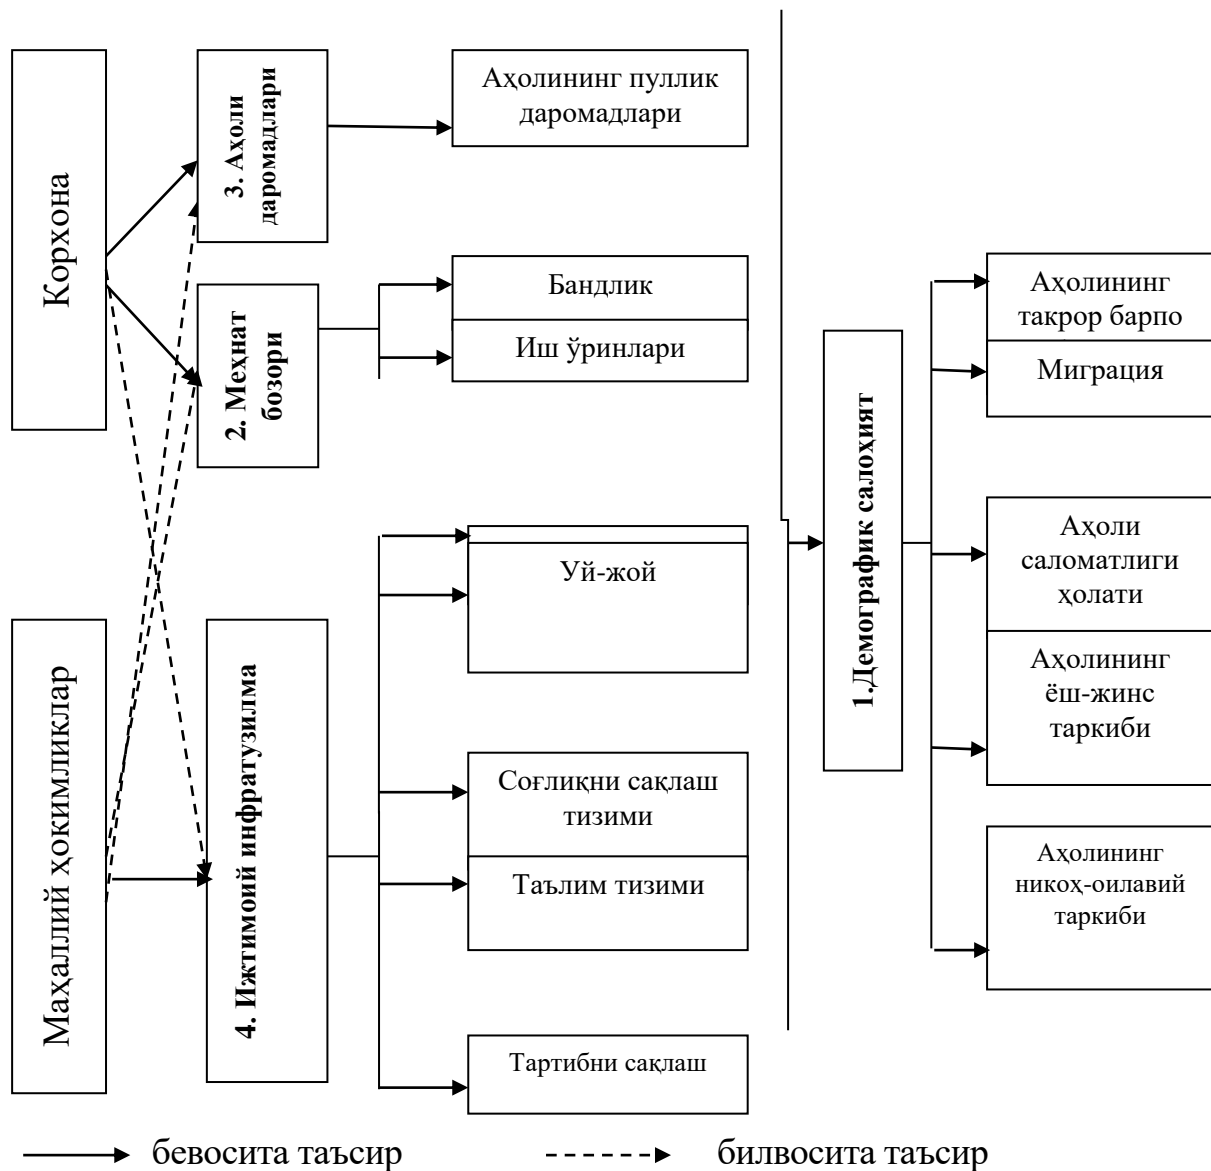 Корхона
3. Аҳоли
даромадлари
Аҳолининг пуллик
даромадлари
2. Меҳнат
бозори
Бандлик
Иш ўринлари
Маҳаллий ҳокимликлар
4. Ижтимоий инфратузилма
Уй-жой
Соғлиқни сақлаш
тизими
Таълим тизими
Тартибни сақлаш
1.Демографик салоҳият
Аҳолининг
такрор барпо
Миграция
Аҳоли
саломатлиги
ҳолати
Аҳолининг
ёш-жинс
таркиби
Аҳолининг
никоҳ-оилавий
таркиби
бевосита таъсир
билвосита таъсир